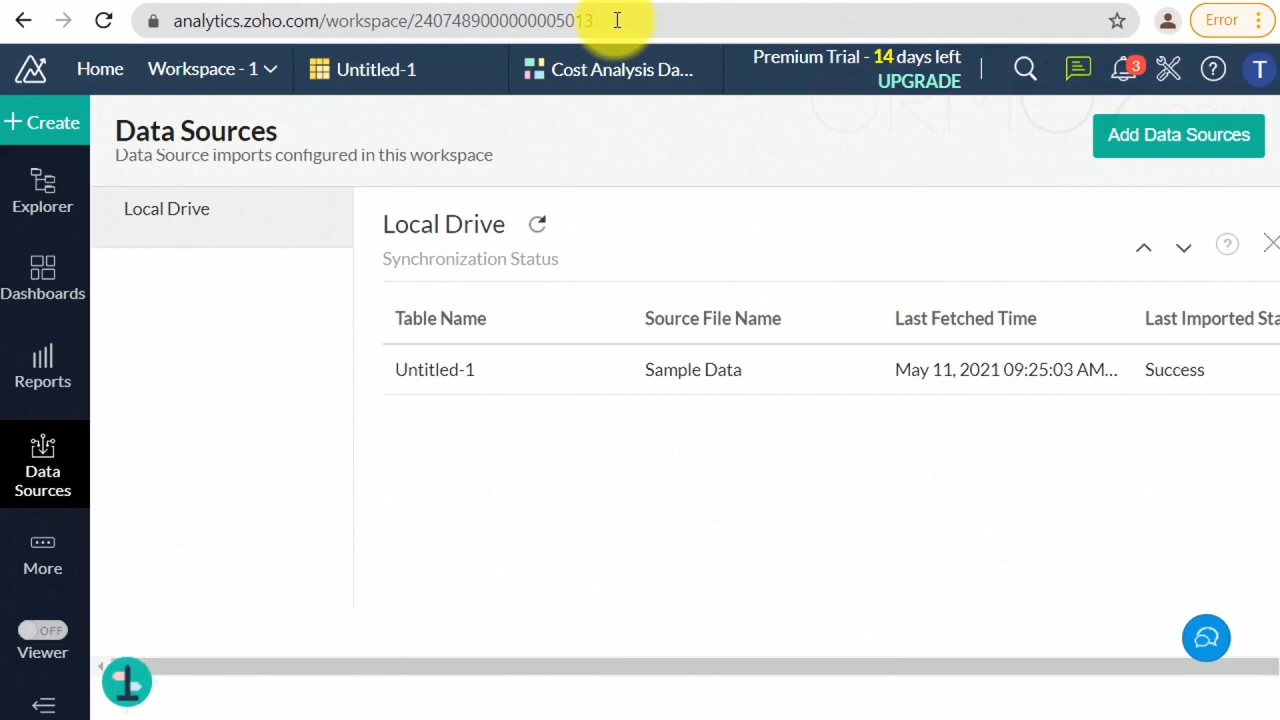 analytics.zoho.com/workspace/2407489000000005013
Error
Home
Workspace - 1
Untitled-1
Cost Analysis Da...
Premium Trial - 14 days left
UPGRADE
3
T
+ Create
Data Sources
Data Source imports configured in this workspace
Add Data Sources
Explorer
Dashboards
Reports
Data
Sources
More
OFF
Viewer
Local Drive
Local Drive
Synchronization Status
Table Name
Source File Name
Last Fetched Time
Last Imported Sta
Untitled-1
Sample Data
May 11, 2021 09:25:03 AM...
Success